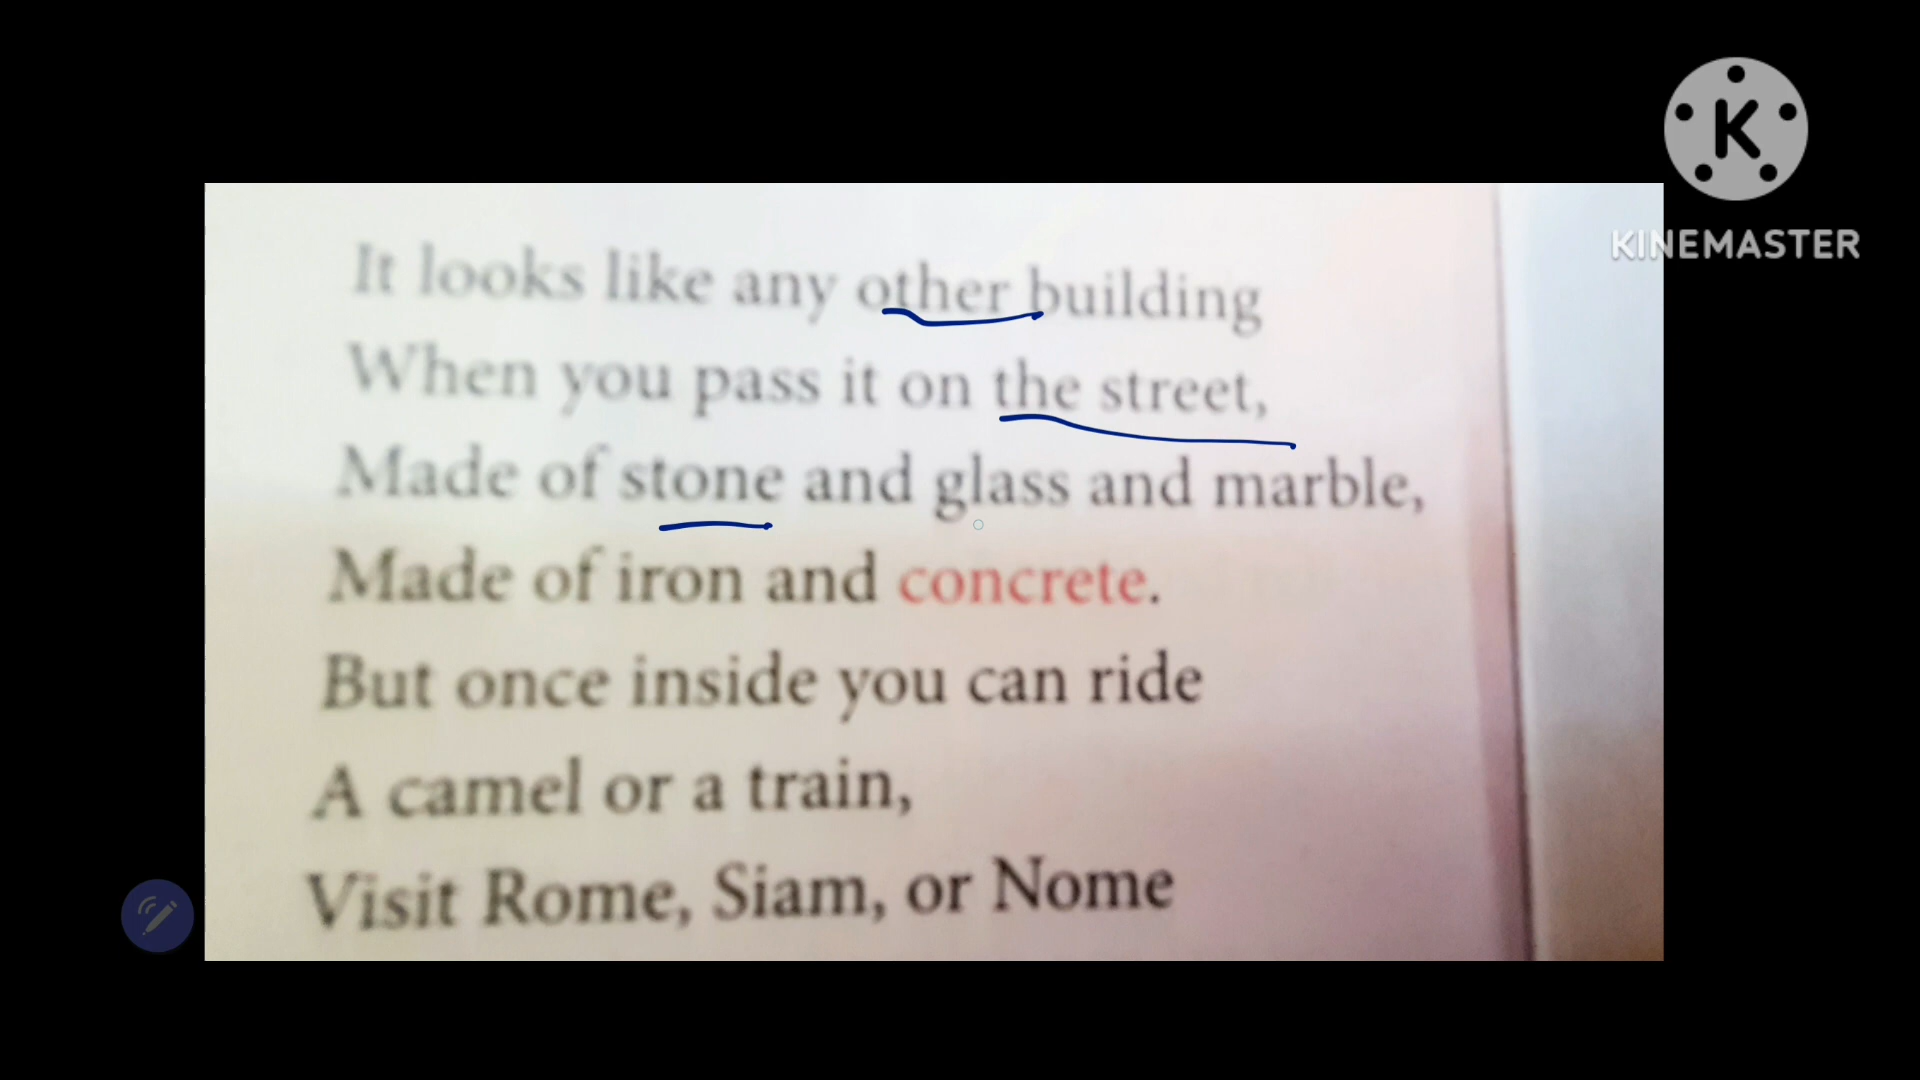 K
KINEMASTER
It looks like any other building
When you pass it on the street,
Made of stone and glass and marble,
Made of iron and concrete.
But once inside you can ride
A camel or a train,
Visit Rome, Siam, or Nome